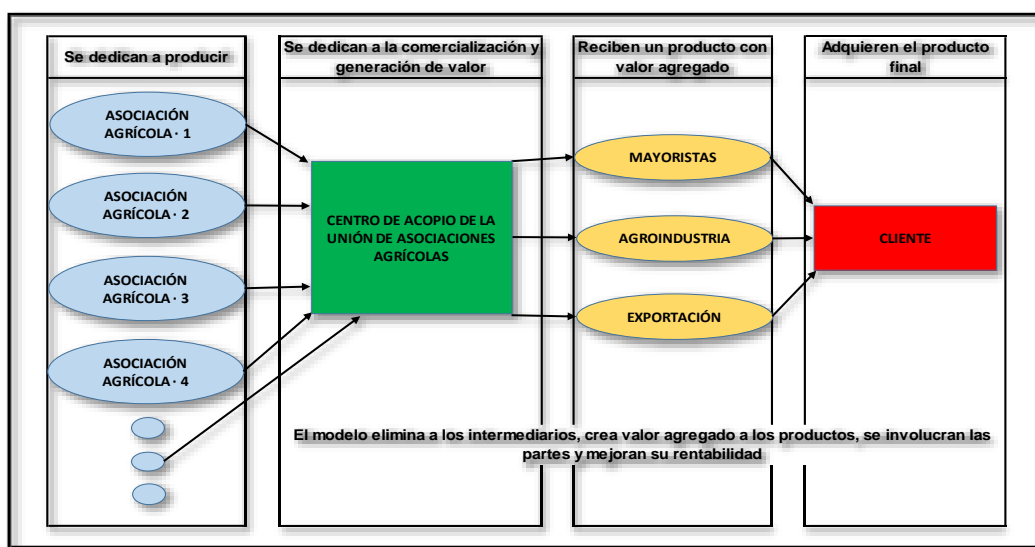 Se dedican a producir
Se dedican a la comercialización y
generación de valor
Reciben un producto con
valor agregado
Adquieren el producto
final
ASOCIACIÓN
AGRÍCOLA · 1
ASOCIACIÓN
AGRÍCOLA · 2
ASOCIACIÓN
AGRÍCOLA · 3
ASOCIACIÓN
AGRÍCOLA · 4
CENTRO DE ACOPIO DE LA
UNIÓN DE ASOCIACIONES
AGRÍCOLAS
MAYORISTAS
AGROINDUSTRIA
EXPORTACIÓN
CLIENTE
El modelo elimina a los intermediarios, crea valor agregado a los productos, se involucran las
partes y mejoran su rentabilidad